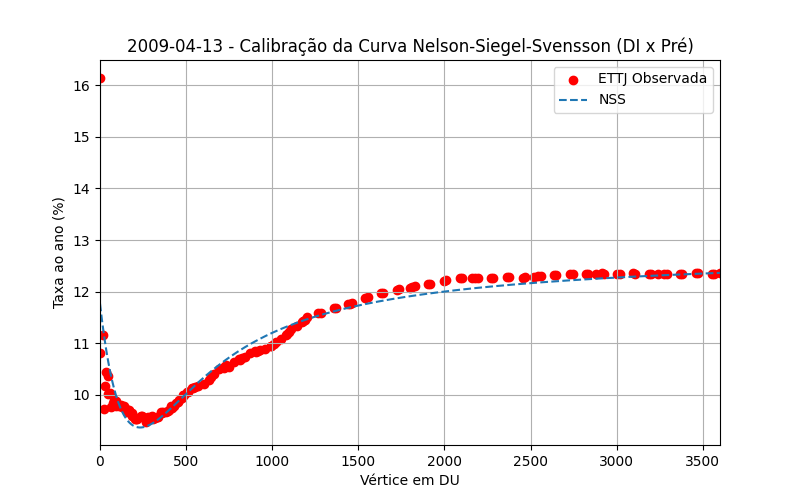 2009-04-13 - Calibração da Curva Nelson-Siegel-Svensson (DI x Pré)
ETTJ Observada
NSS
Taxa ao ano (%)
16
15
14
13
12
11
10
0 500 1000 1500 2000 2500 3000 3500
Vértice em DU